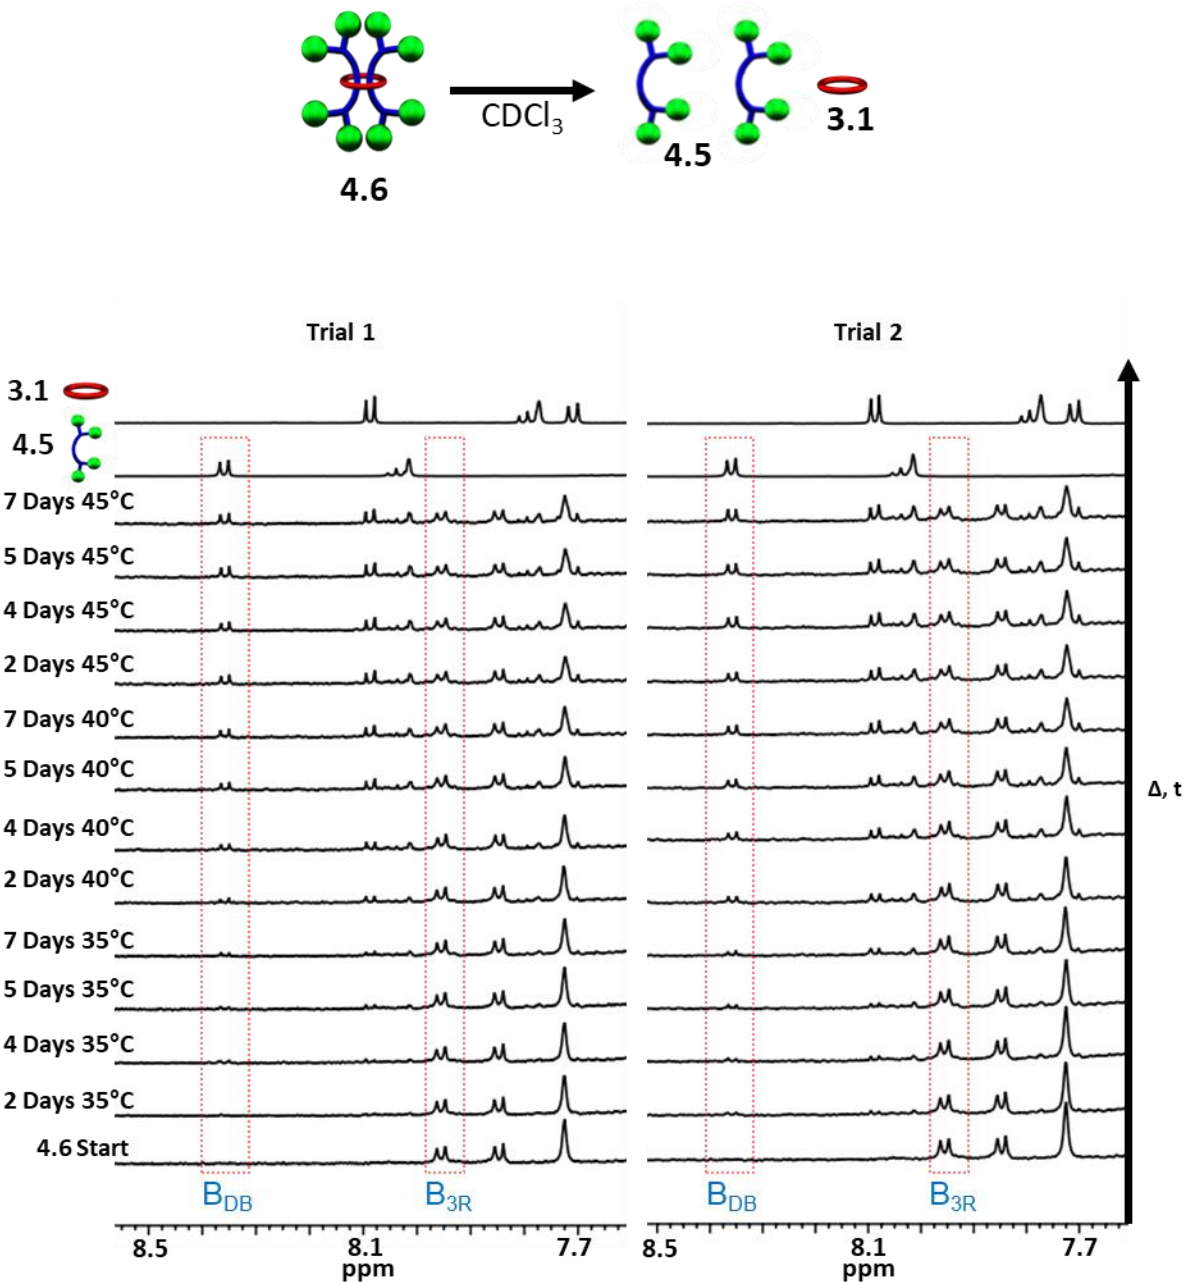 CDCl3
4.6
4.5
3.1
Trial 1
Trial 2
3.1
4.5
7 Days 45°C
5 Days 45°C
4 Days 45°C
2 Days 45°C
7 Days 40°C
5 Days 40°C
4 Days 40°C
2 Days 40°C
7 Days 35°C
5 Days 35°C
4 Days 35°C
2 Days 35°C
4.6 Start
Δ, t
BDB
B3R
BDB
B3R
8.5 8.1 7.7
ppm
8.5 8.1 7.7
ppm